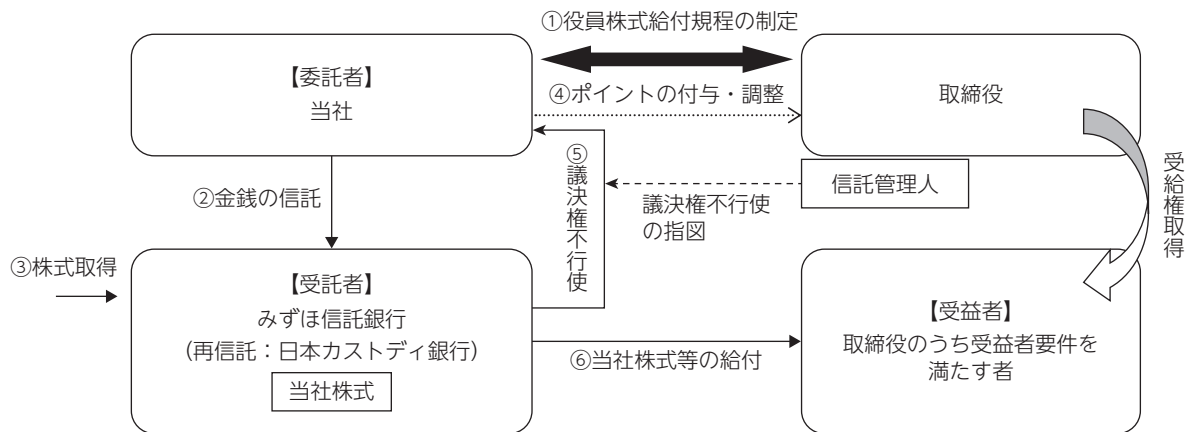 ①役員株式給付規程の制定
【委託者】
当社
④ポイントの付与・調整
取締役
②金銭の信託
⑤議決権不行使
議決権不行使
の指図
信託管理人
受給権取得
③株式取得
【受託者】
みずほ信託銀行
(再信託：日本カストディ銀行)
当社株式
⑥当社株式等の給付
【受益者】
取締役のうち受益者要件を
満たす者